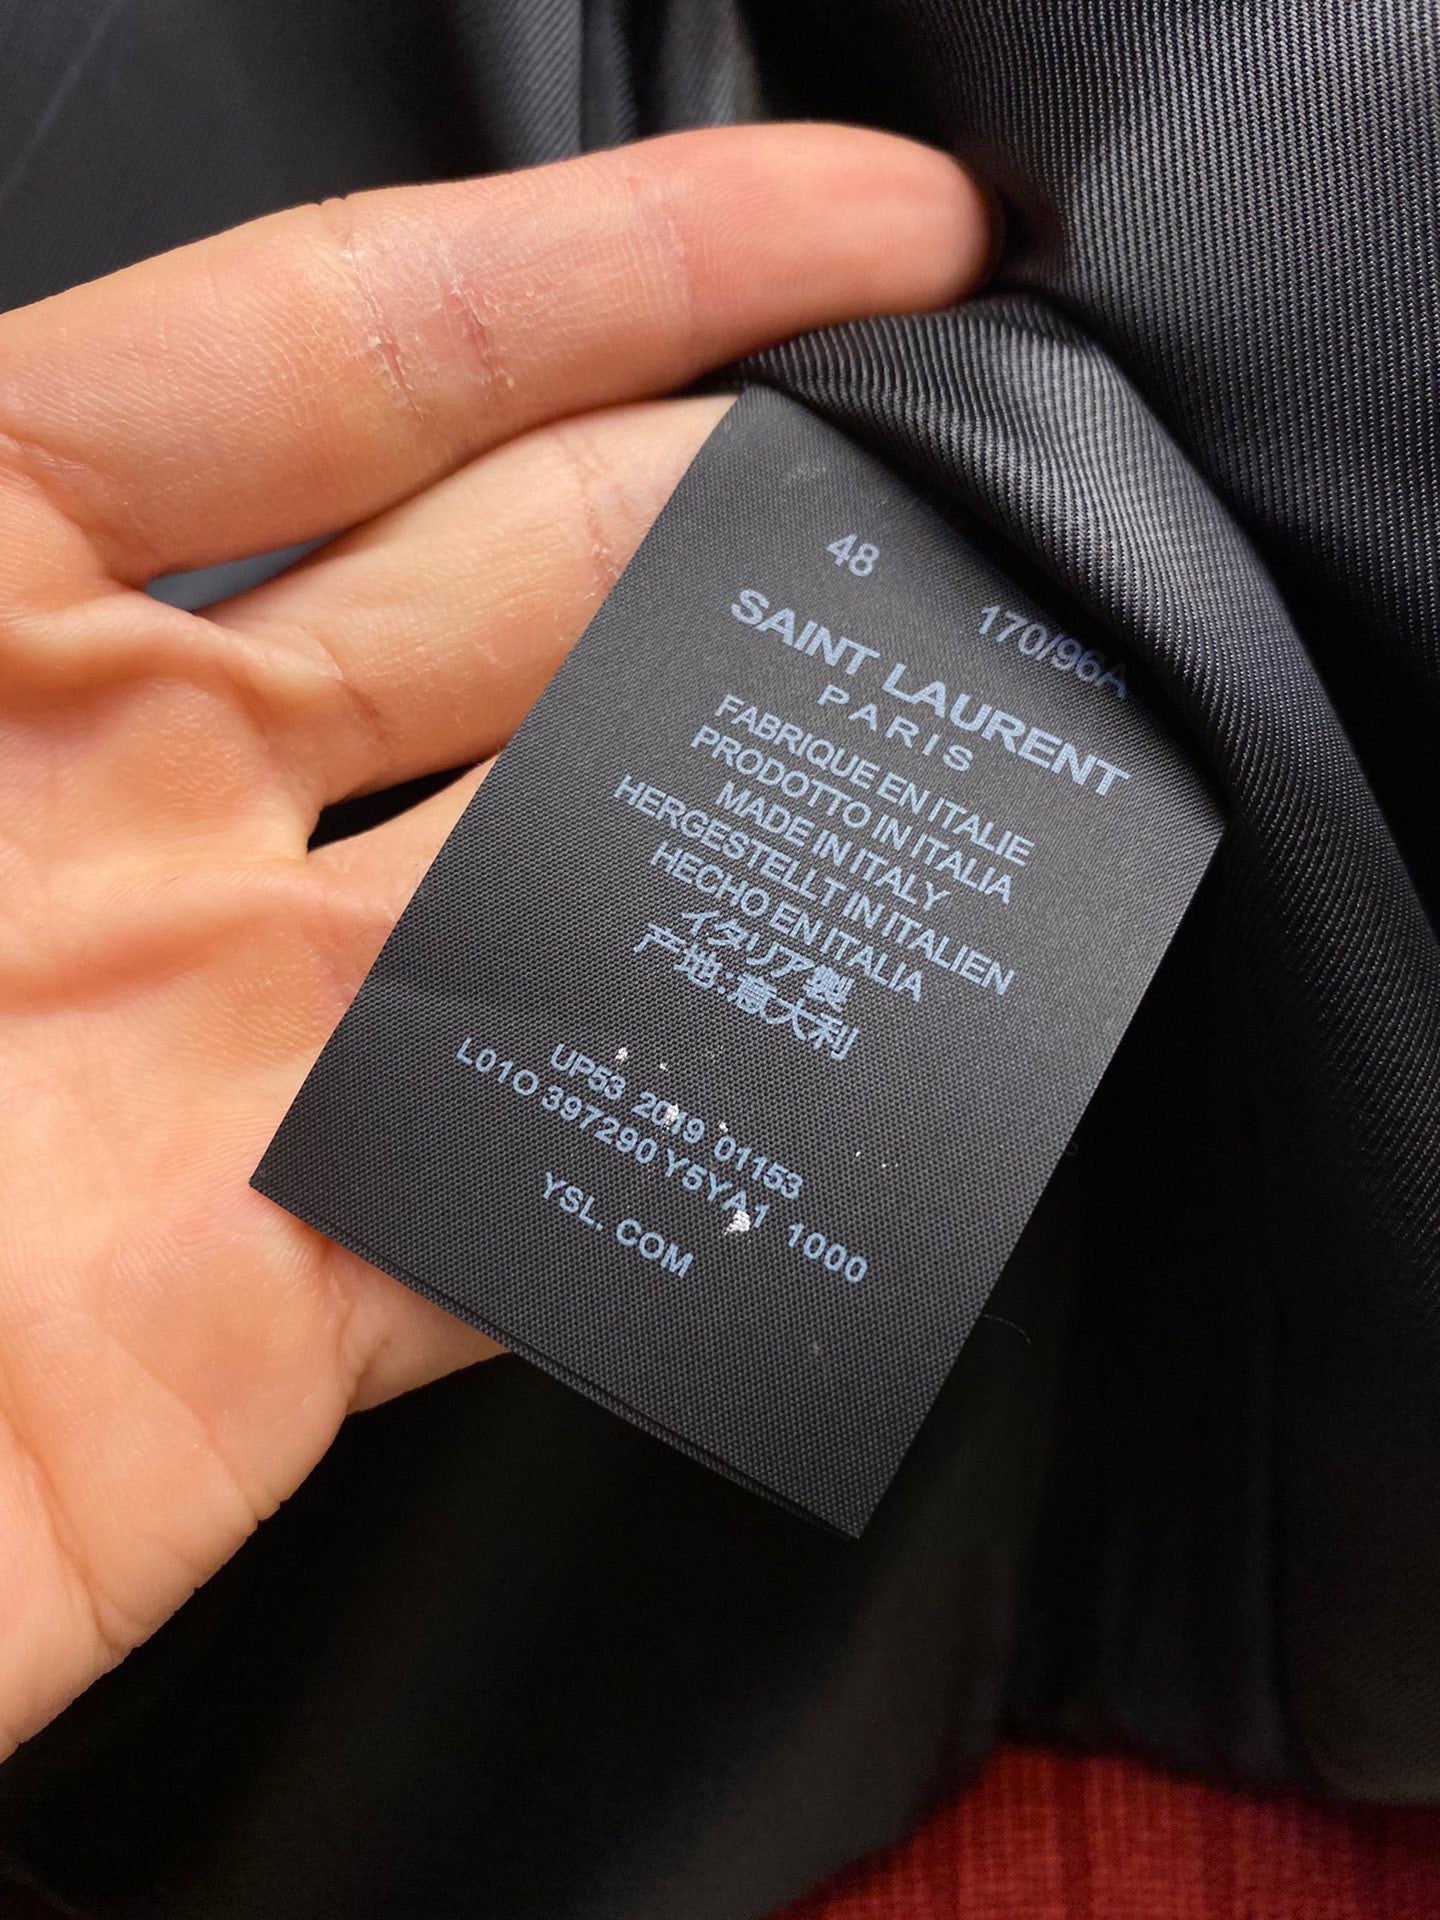 48
170/96A
SAINT LAURENT
PARIS
FABRIQUE EN ITALIE
PRODOTTO IN ITALIA
MADE IN ITALY
HERGESTELLT IN ITALIEN
HECHO EN ITALIA
イタリア製
产地:意大利
UP53 2019 01153
L01O 397290 Y5YA1 1000
YSL. COM